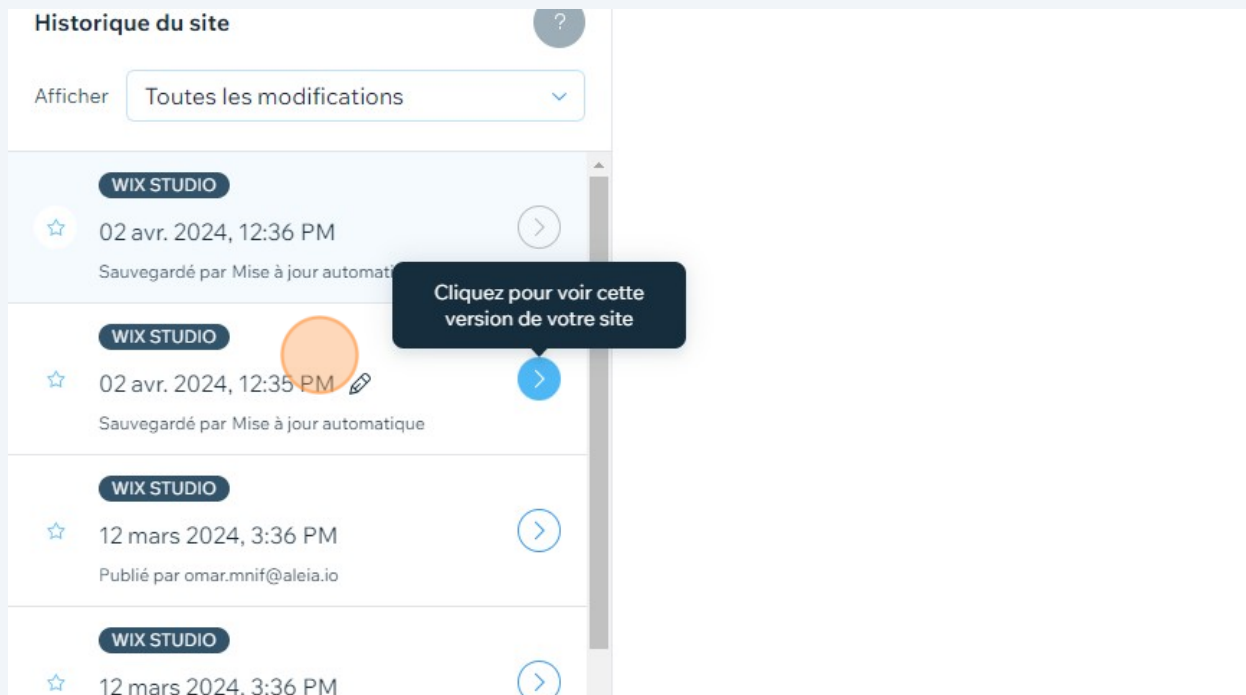 Historique du site
?
Afficher
Toutes les modifications
WIX STUDIO
02 avr. 2024, 12:36 PM
Sauvegardé par Mise à jour automati
Cliquez pour voir cette
version de votre site
WIX STUDIO
02 avr. 2024, 12:35 PM
Sauvegardé par Mise à jour automatique
WIX STUDIO
12 mars 2024, 3:36 PM
Publié par omar.mnif@aleia.io
WIX STUDIO
12 mars 2024, 3:36 PM